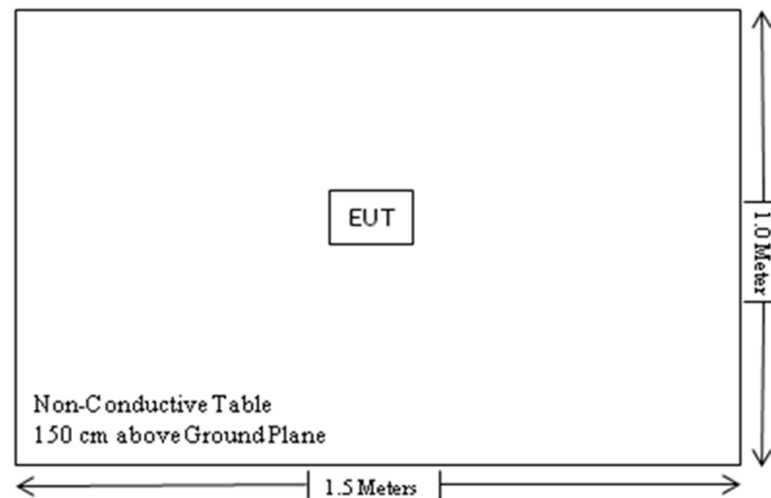 EUT
1.0 Meter
Non-Conductive Table
150 cm above Ground Plane
1.5 Meters